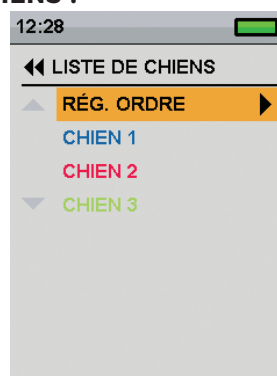 12:28
LISTE DE CHIENS
RÉG. ORDRE
CHIEN 1
CHIEN 2
CHIEN 3